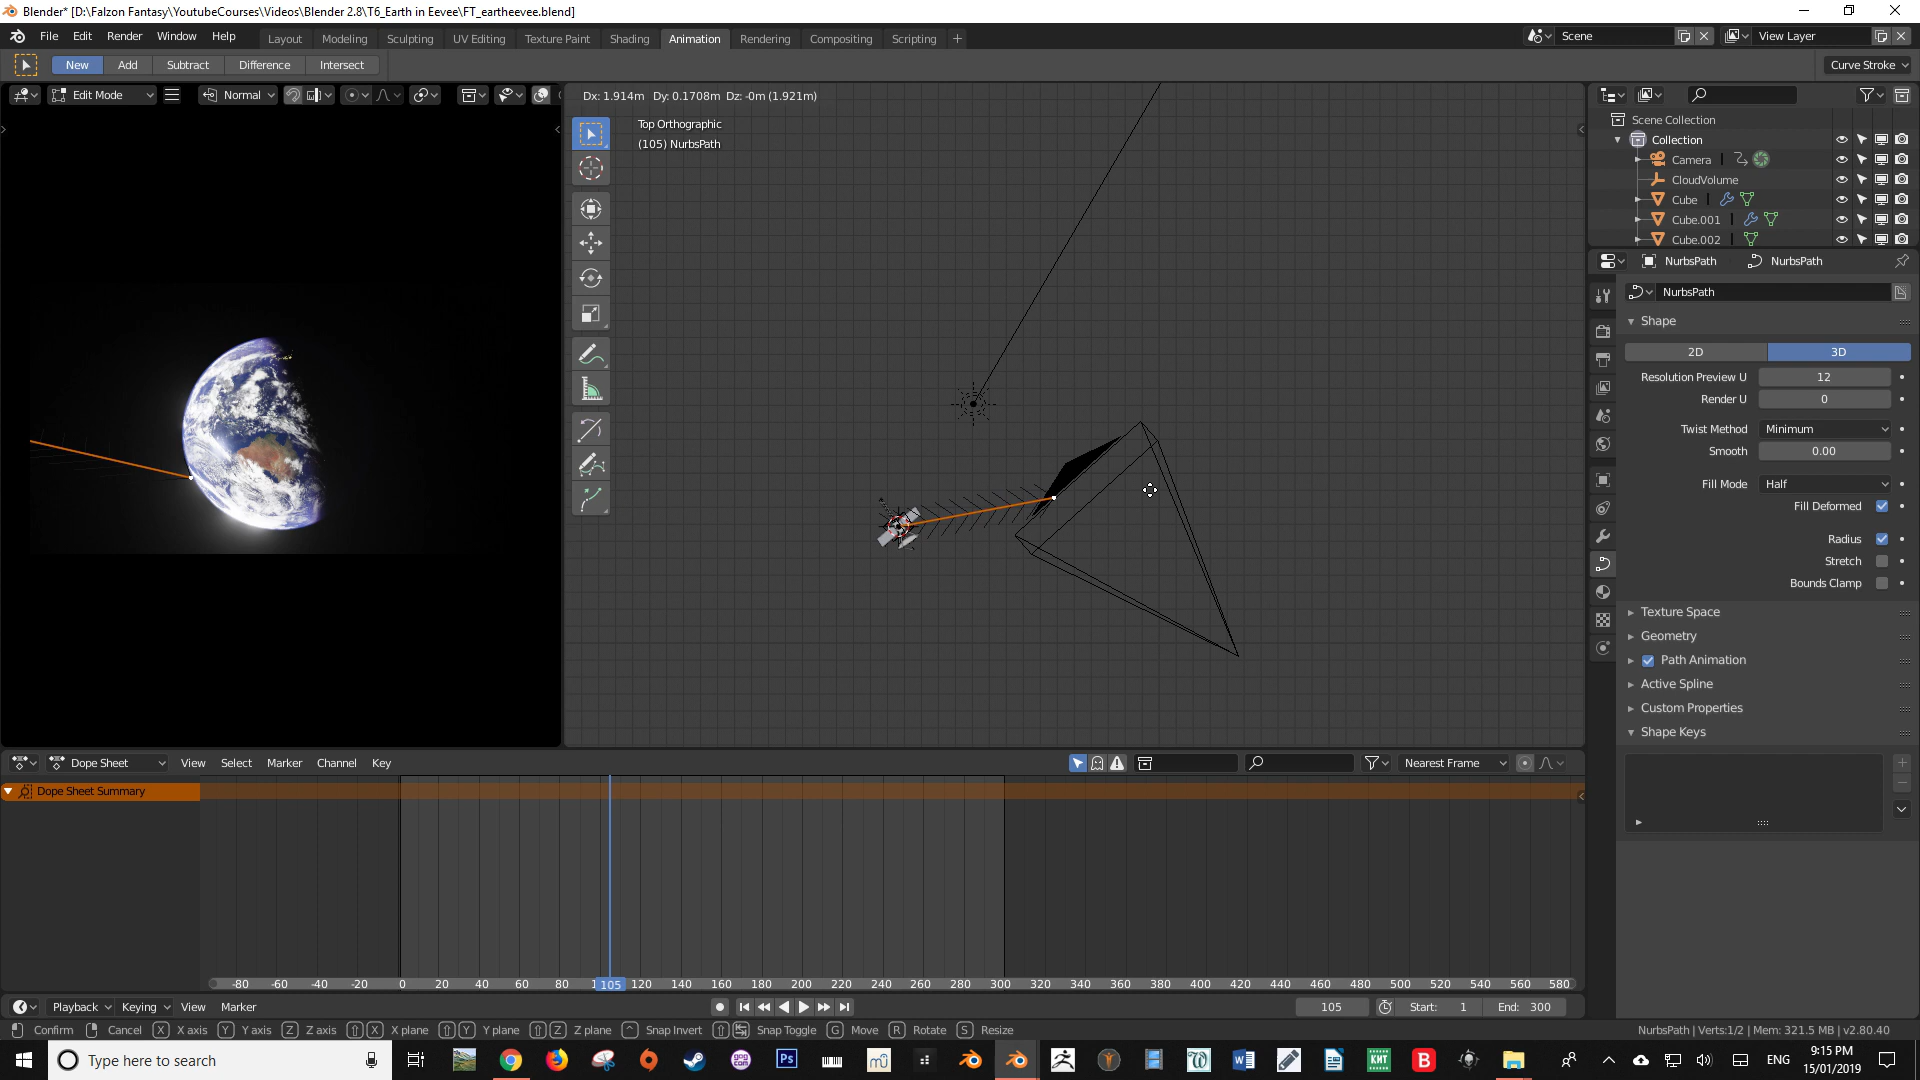 Blender* [D:\Falzon Fantasy\YoutubeCourses\Videos\Blender 2.8\T6_Earth in Eevee\FT_eartheevee.blend]
File Edit Render Window Help Layout Modeling Sculpting UV Editing Texture Paint Shading Animation Rendering Compositing Scripting + Scene View Layer
New Add Subtract Difference Intersect Curve Stroke
Edit Mode Normal Dx: 1.914m Dy: 0.1708m Dz: -0m (1.921m)
Top Orthographic
(105) NurbsPath
Scene Collection
Collection
Camera
CloudVolume
Cube
Cube.001
Cube.002
NurbsPath NurbsPath
NurbsPath
Shape
2D 3D
Resolution Preview U 12
Render U 0
Twist Method Minimum
Smooth 0.00
Fill Mode Half
Fill Deformed
Radius
Stretch
Bounds Clamp
Texture Space
Geometry
Path Animation
Active Spline
Custom Properties
Shape Keys
Dope Sheet View Select Marker Channel Key Nearest Frame
Dope Sheet Summary
-80 -60 -40 -20 0 20 40 60 80 105 120 140 160 180 200 220 240 260 280 300 320 340 360 380 400 420 440 460 480 500 520 540 560 580
Playback Keying View Marker 105 Start: 1 End: 300
Confirm Cancel X X axis Y Y axis Z Z axis X X plane Y Y plane Z Z plane Snap Invert Snap Toggle G Move R Rotate S Resize NurbsPath | Verts:1/2 | Mem: 321.5 MB | v2.80.40
Type here to search ENG 9:15 PM
15/01/2019